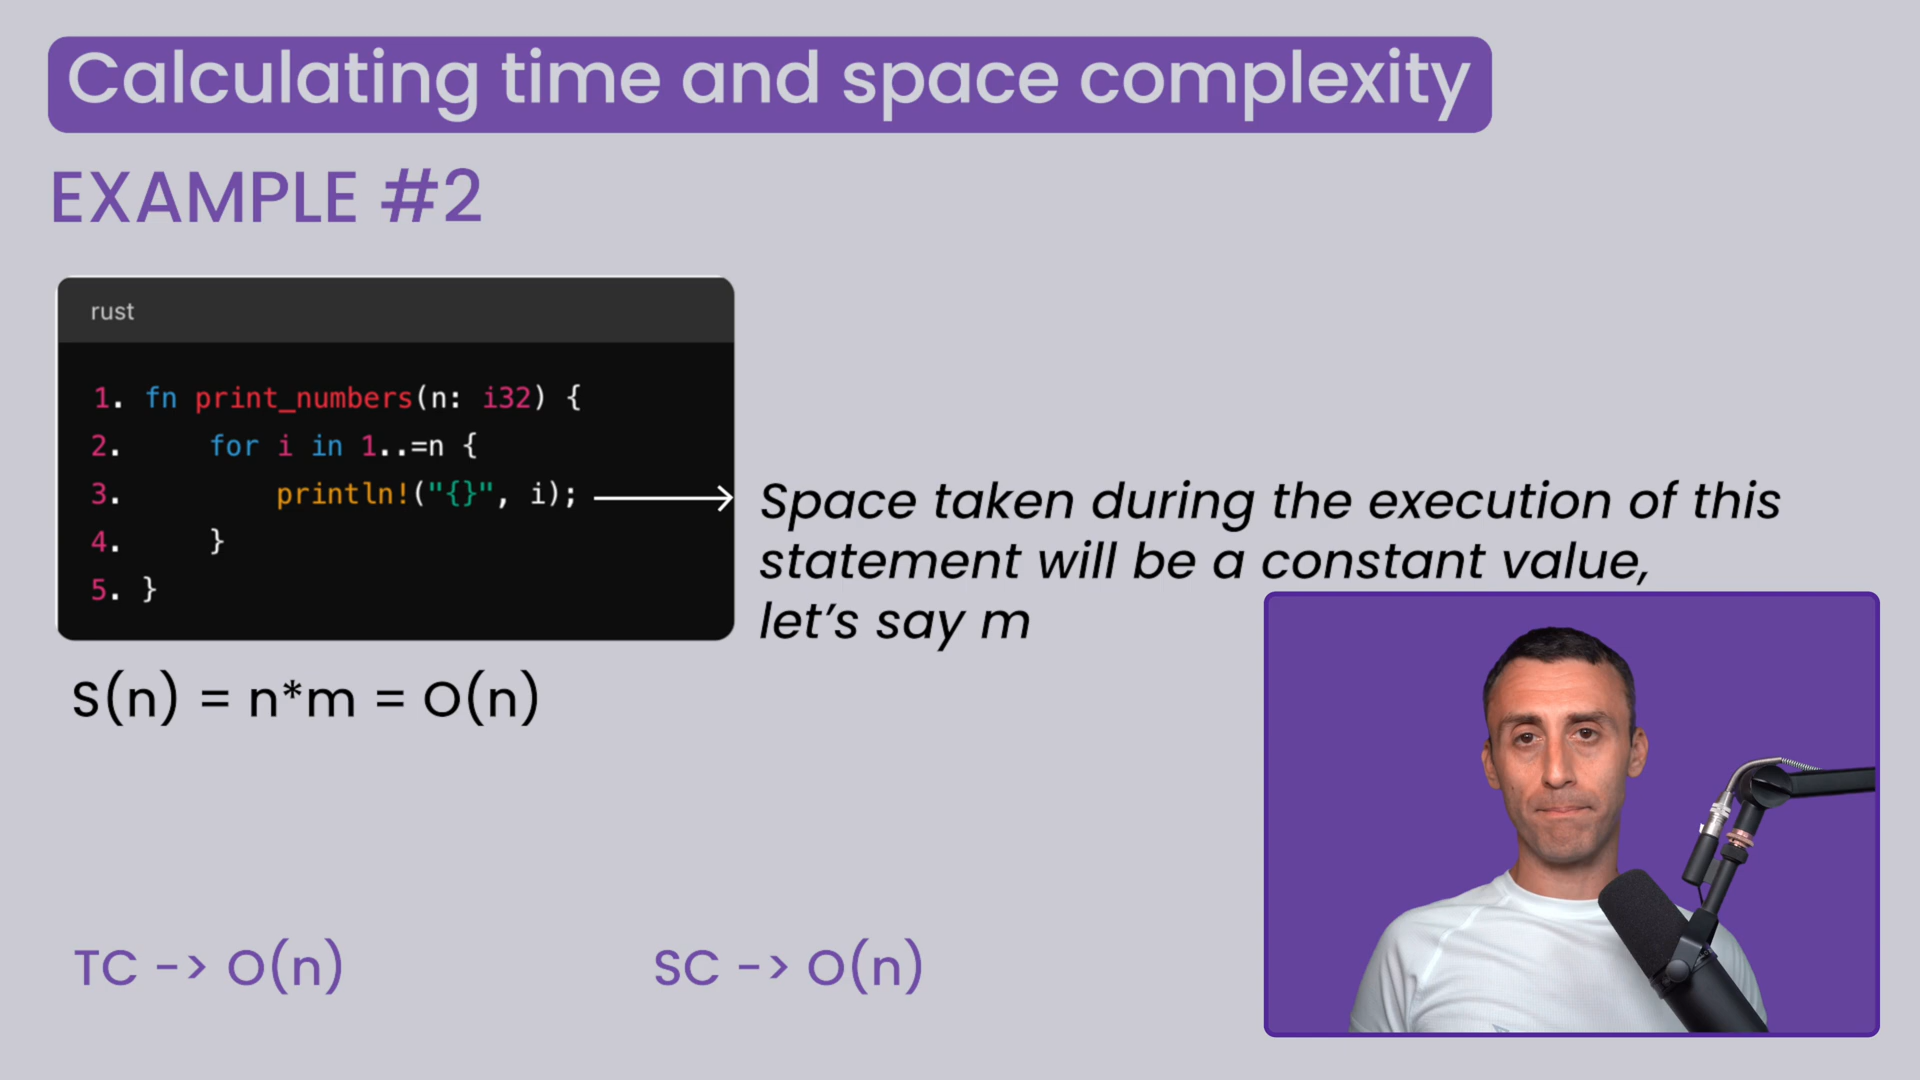 Calculating time and space complexity
EXAMPLE #2
rust
1. fn print_numbers(n: i32) {
2.     for i in 1..=n {
3.         println!("{}", i);
4.     }
5. }
Space taken during the execution of this
statement will be a constant value,
let’s say m
S(n) = n*m = O(n)
TC -> O(n)
SC -> O(n)